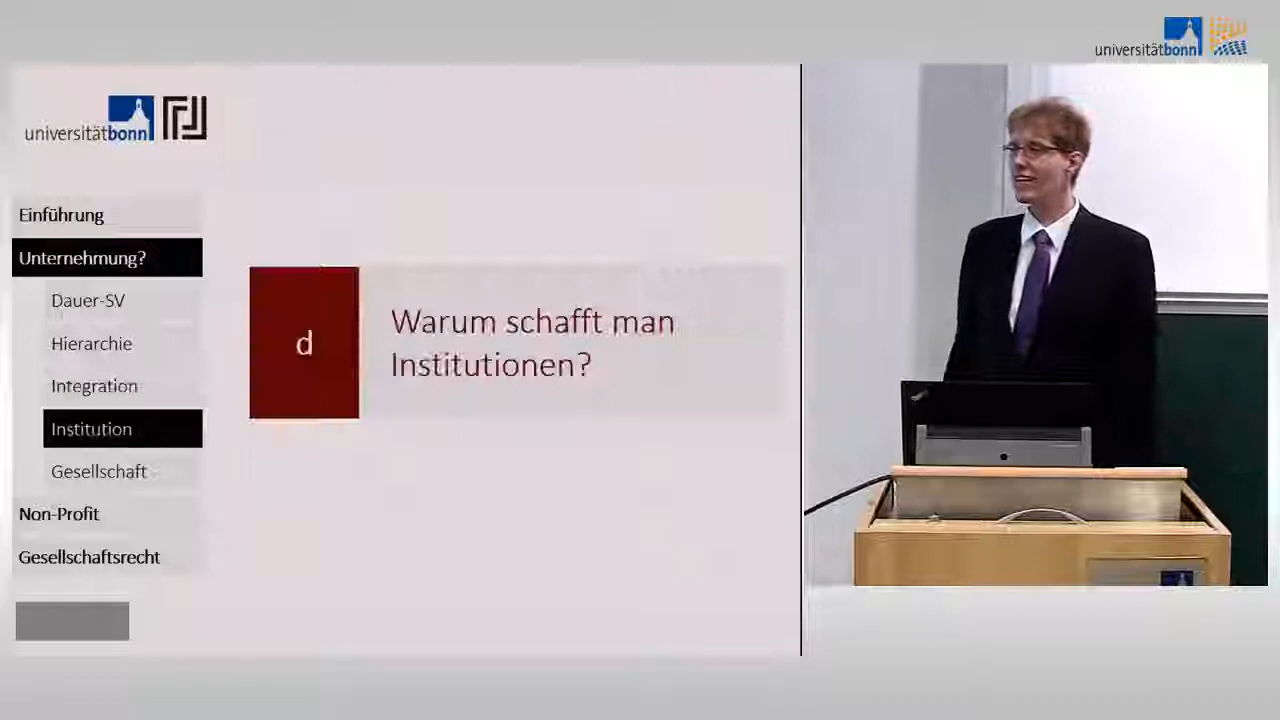 universitätbonn
universitätbonn
Einführung
Unternehmung?
Dauer-SV
Hierarchie
Integration
Institution
Gesellschaft
Non-Profit
Gesellschaftsrecht
d
Warum schafft man
Institutionen?